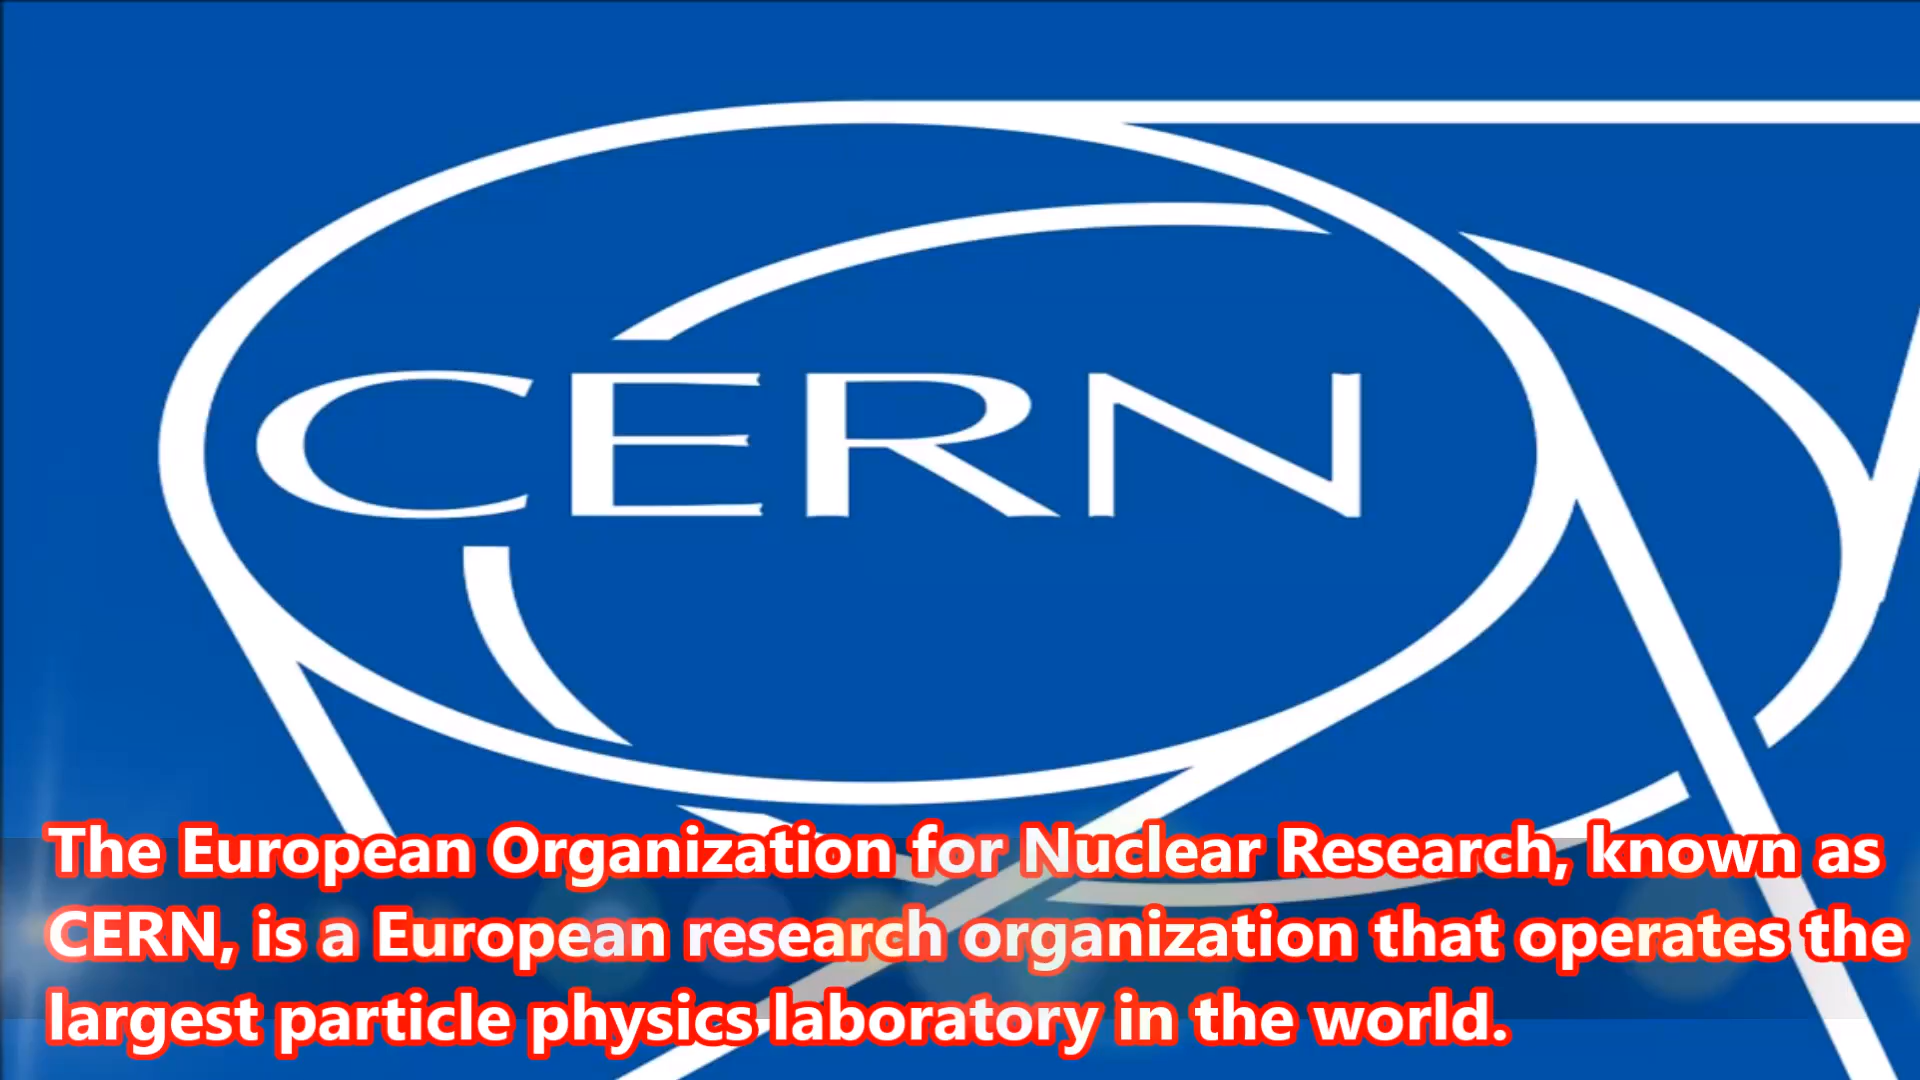 CERN
The European Organization for Nuclear Research, known as
CERN, is a European research organization that operates the
largest particle physics laboratory in the world.